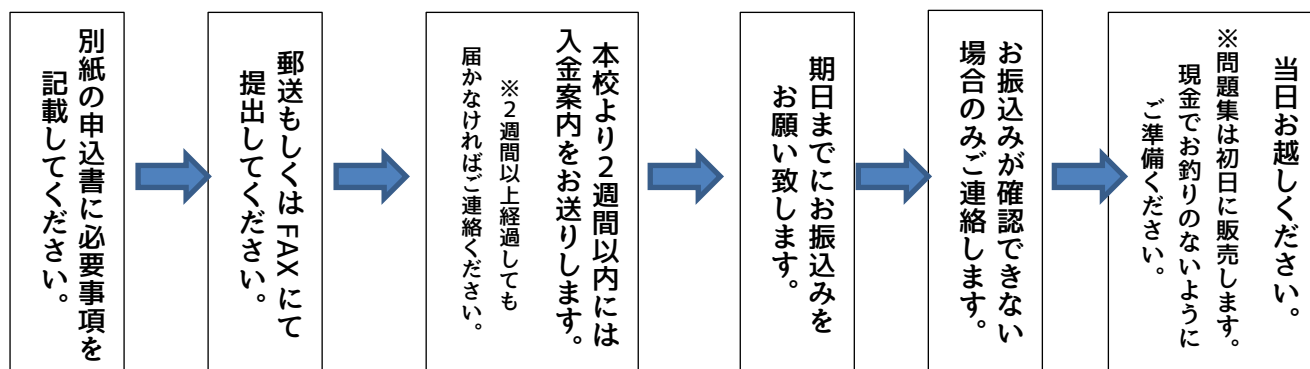 別紙の申込書に必要事項を
記載してください。
郵送もしくは FAX にて
提出してください。
本校より2週間以内には
入金案内をお送りします。
※2週間以上経過しても
届かなければご連絡ください。
期日までにお振込みを
お願い致します。
お振込みが確認できない
場合のみご連絡します。
当日お越しください。
※問題集は初日に販売します。
現金でお釣りのないように
ご準備ください。